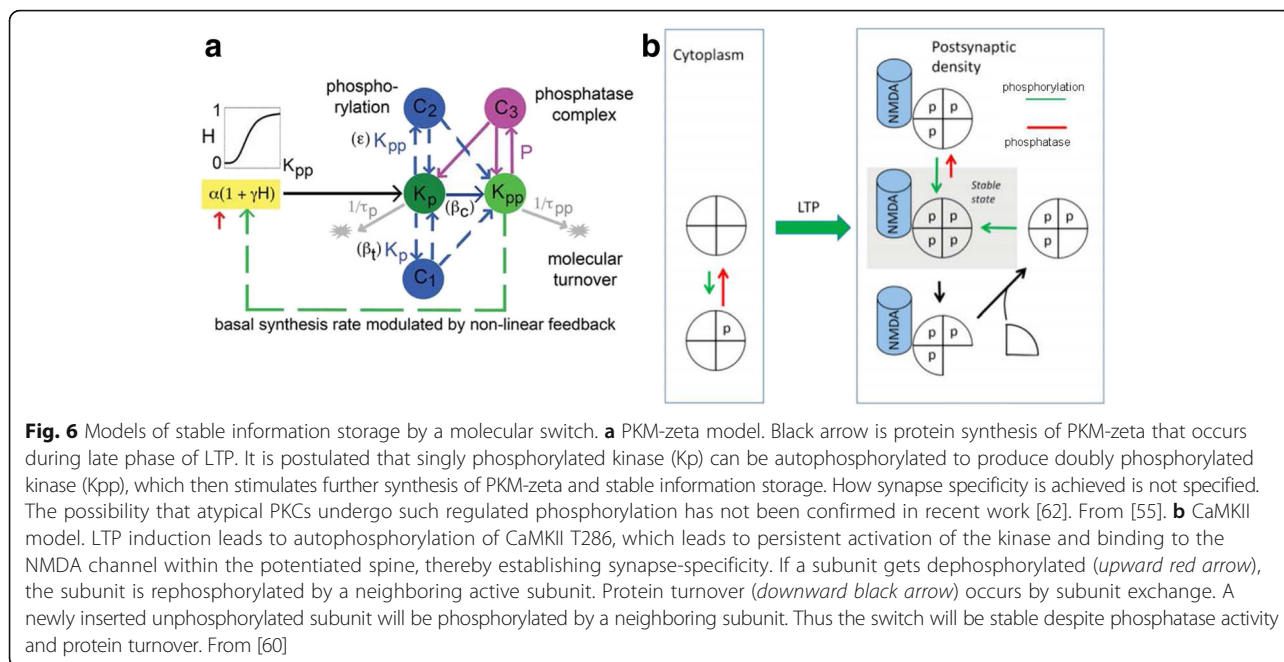 a
phospho-
rylation
C2
C3
phosphatase
complex
1
H
0
Kpp
(ε) Kpp
P
α(1 + γH)
Kp
(βc)
Kpp
1/τp
1/τpp
(βt) Kp
C1
molecular
turnover
basal synthesis rate modulated by non-linear feedback
b
Cytoplasm
p
LTP
Postsynaptic
density
phosphorylation
phosphatase
NMDA
p p
p
NMDA
p p
p p
Stable
state
p p
p
NMDA
p p
p
Fig. 6 Models of stable information storage by a molecular switch. a PKM-zeta model. Black arrow is protein synthesis of PKM-zeta that occurs
during late phase of LTP. It is postulated that singly phosphorylated kinase (Kp) can be autophosphorylated to produce doubly phosphorylated
kinase (Kpp), which then stimulates further synthesis of PKM-zeta and stable information storage. How synapse specificity is achieved is not specified.
The possibility that atypical PKCs undergo such regulated phosphorylation has not been confirmed in recent work [62]. From [55]. b CaMKII
model. LTP induction leads to autophosphorylation of CaMKII T286, which leads to persistent activation of the kinase and binding to the
NMDA channel within the potentiated spine, thereby establishing synapse-specificity. If a subunit gets dephosphorylated (upward red arrow),
the subunit is rephosphorylated by a neighboring active subunit. Protein turnover (downward black arrow) occurs by subunit exchange. A
newly inserted unphosphorylated subunit will be phosphorylated by a neighboring subunit. Thus the switch will be stable despite phosphatase activity
and protein turnover. From [60]